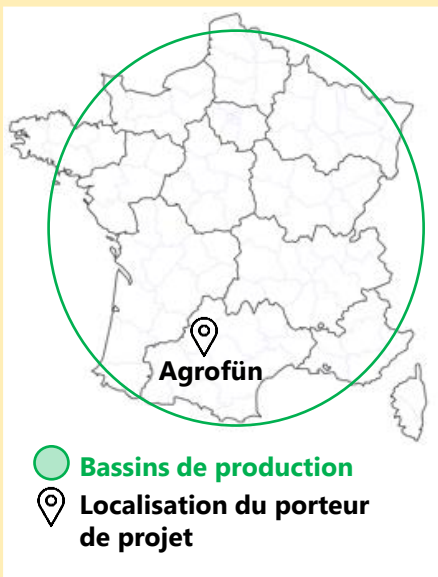 Agrofün
Bassins de production
Localisation du porteur
de projet